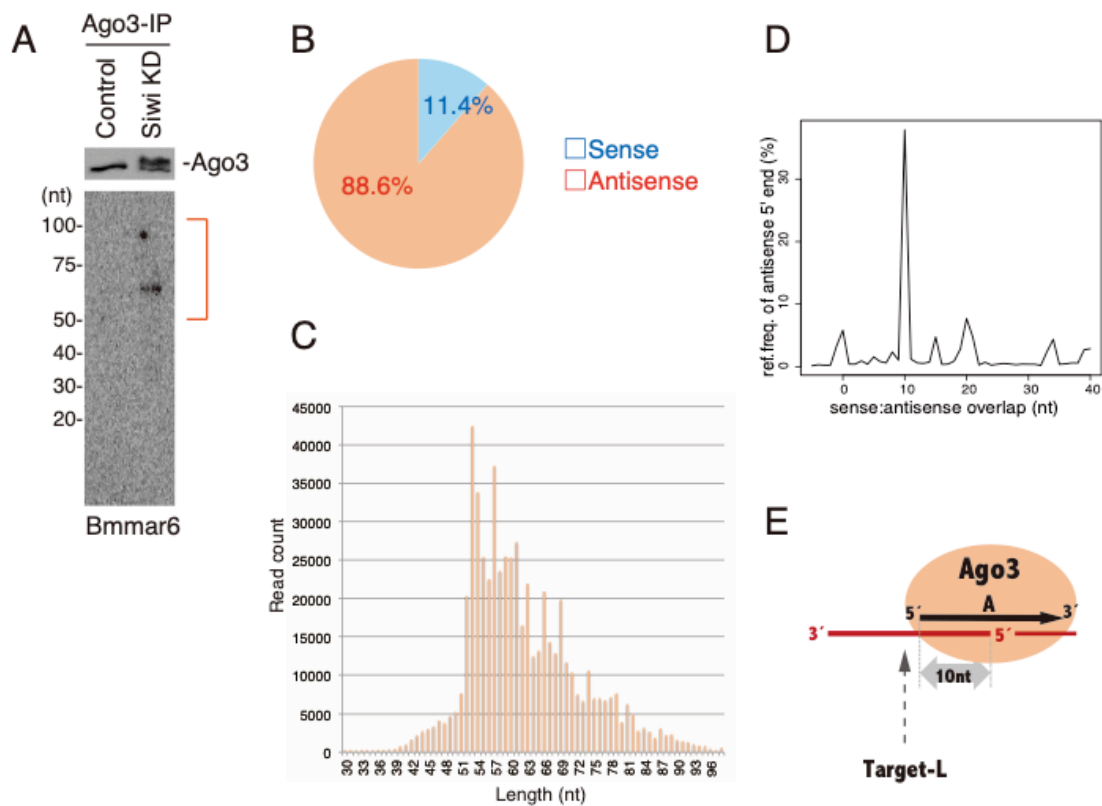 A
Ago3-IP
Control
Siwi KD
-Ago3
(nt)
100-
75-
50-
40-
30-
20-
Bmmar6
B
11.4%
88.6%
Sense
Antisense
C
Read count
45000
40000
35000
30000
25000
20000
15000
10000
5000
0
30 33 36 39 42 45 48 51 54 57 60 63 66 69 72 75 78 81 84 87 90 93 96
Length (nt)
D
ref.freq. of antisense 5' end (%)
30
20
10
0
0 10 20 30 40
sense:antisense overlap (nt)
E
Ago3
A
5´ 3´
3´ 5´
10nt
Target-L